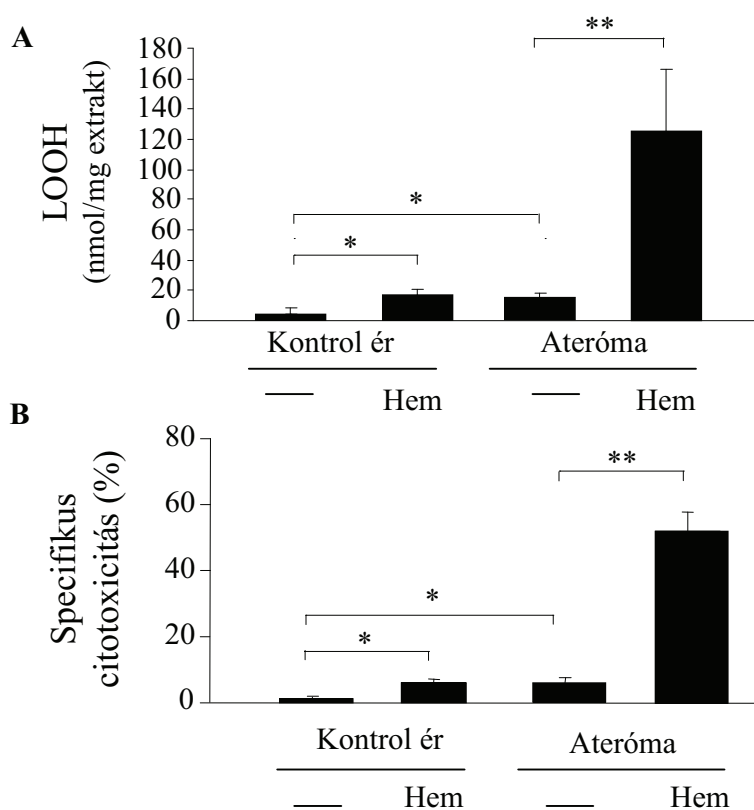 A
LOOH
(nmol/mg extrakt)
180
160
140
120
100
80
60
40
20
0
**
*
*
Kontrol ér
Ateróma
Hem
Hem
B
Specifikus
citotoxicitás (%)
80
60
40
20
0
**
*
*
Kontrol ér
Ateróma
Hem
Hem